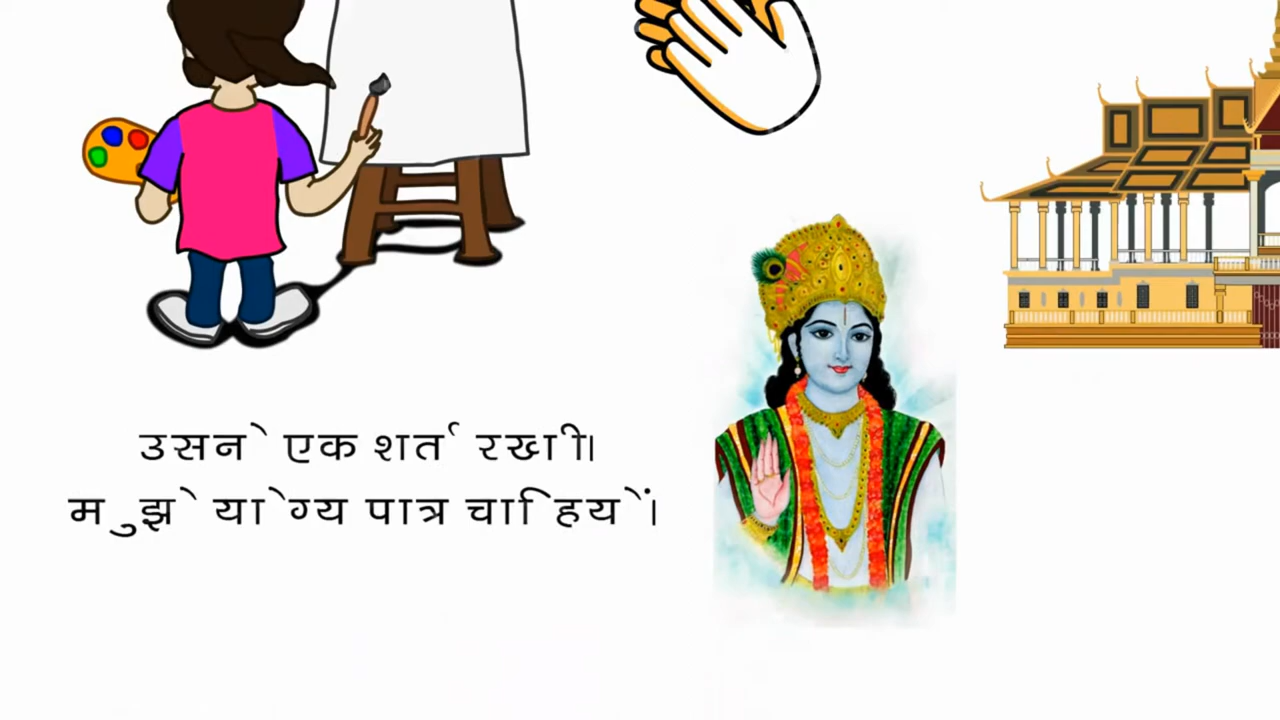 उसने एक शर्त रखी।
मुझे योग्य पात्र चाहियें।